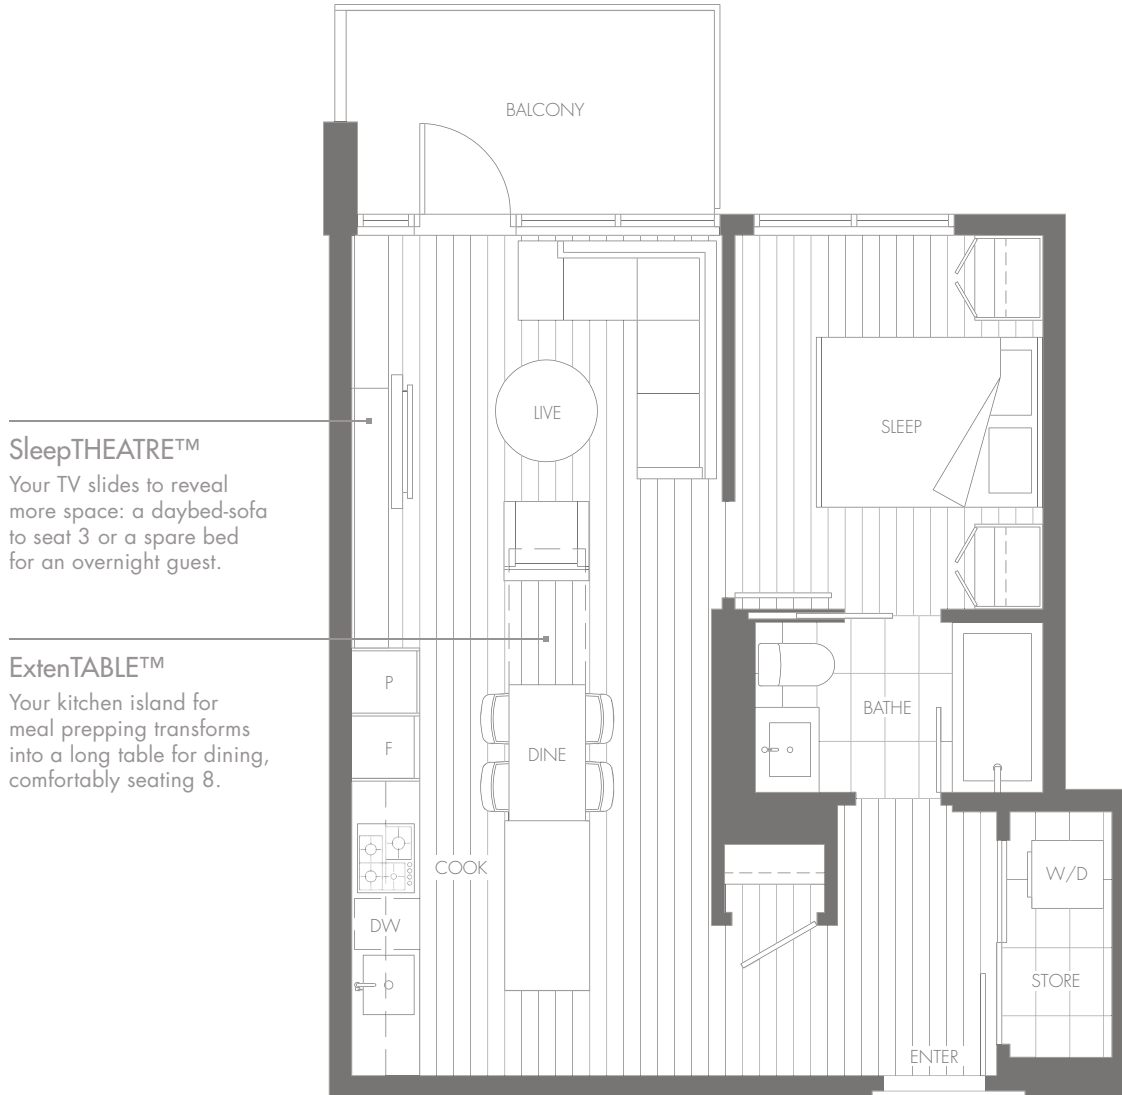 BALCONY
LIVE
SLEEP
SleepTHEATRE™
Your TV slides to reveal
more space: a daybed-sofa
to seat 3 or a spare bed
for an overnight guest.
ExtenTABLE™
Your kitchen island for
meal prepping transforms
into a long table for dining,
comfortably seating 8.
P
F
DINE
BATHE
COOK
DW
W/D
STORE
ENTER